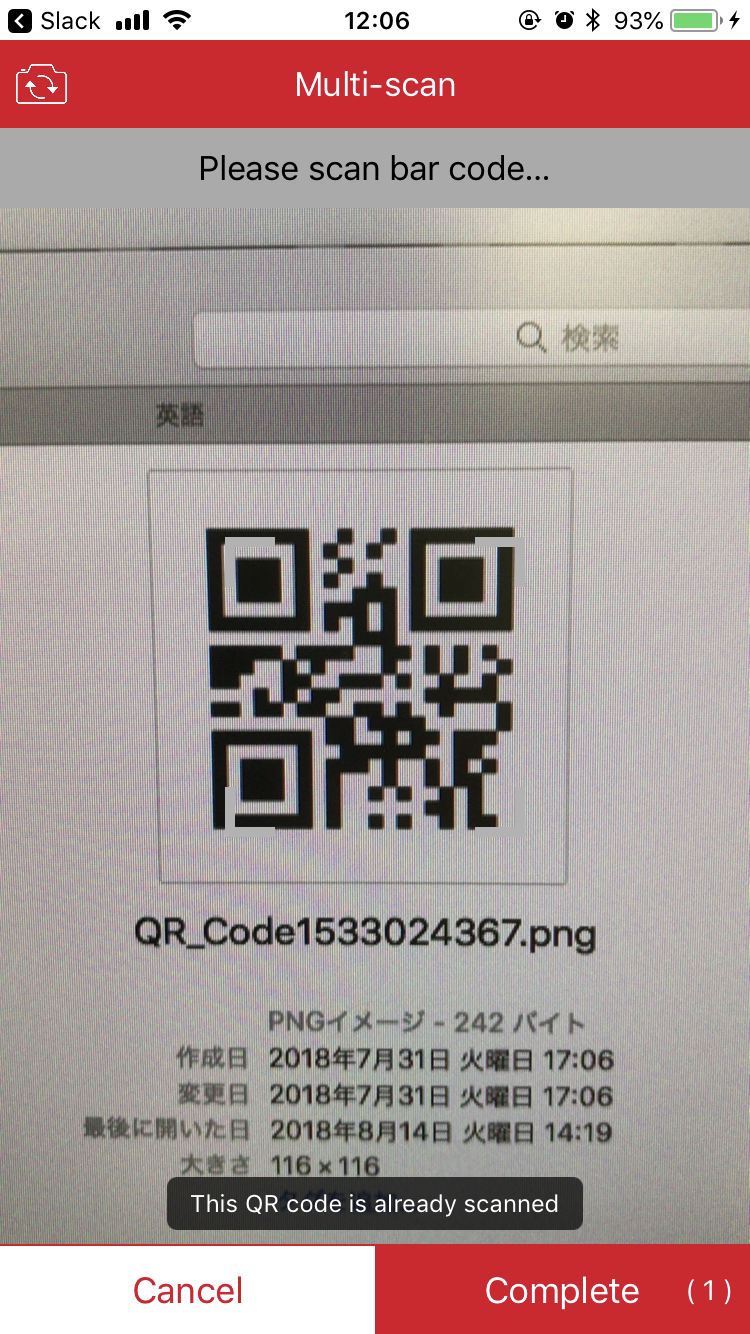 Slack 12:06 93%
Multi-scan
Please scan bar code...
検索
英語
QR_Code1533024367.png
PNGイメージ - 242 バイト
作成日 2018年7月31日 火曜日 17:06
変更日 2018年7月31日 火曜日 17:06
最後に開いた日 2018年8月14日 火曜日 14:19
大きさ 116 × 116
This QR code is already scanned
Cancel Complete (1)